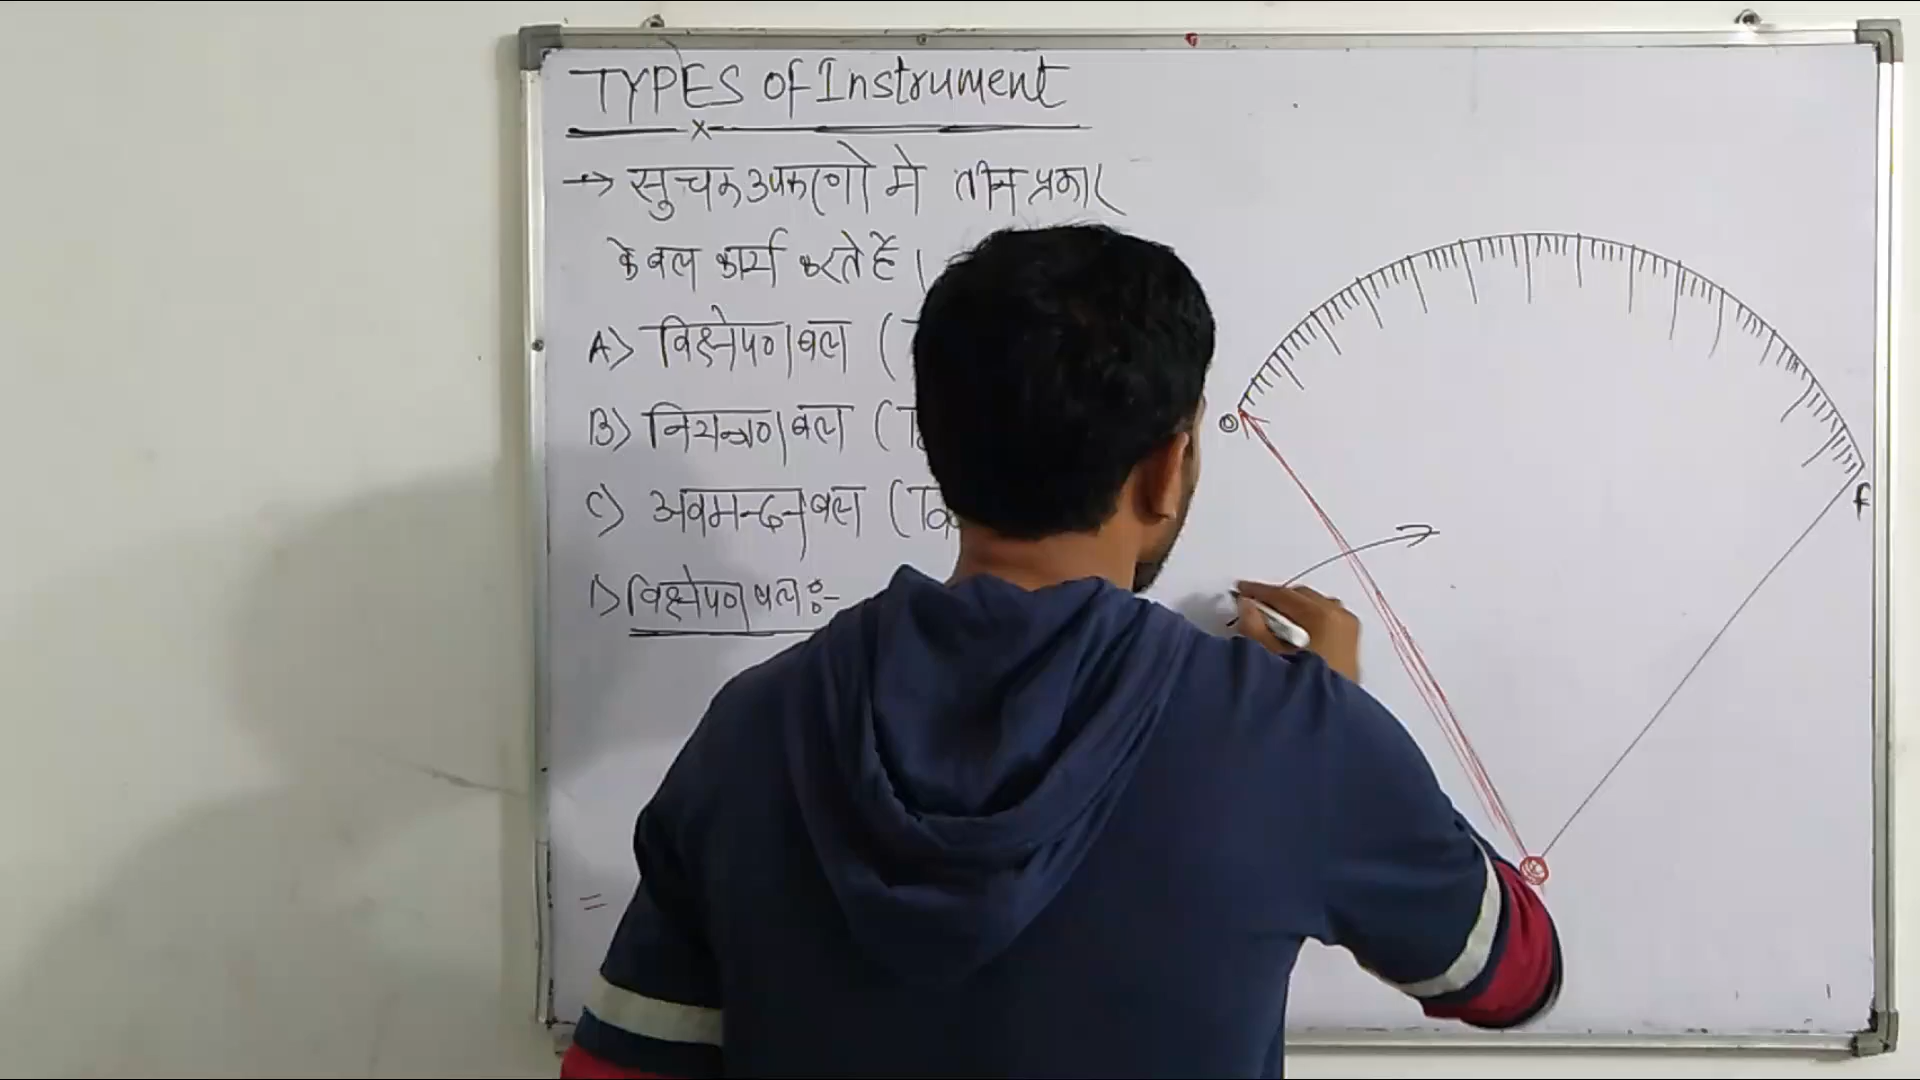 TYPES of Instrument
x
→ सुचक उपकरणो मे तीन प्रकार
के बल कार्य करते हैं।
A> विक्षेपण बल (
B> नियन्त्रण बल (
C> अवमन्दन बल (
1> विक्षेपण बल :-
=
O
F